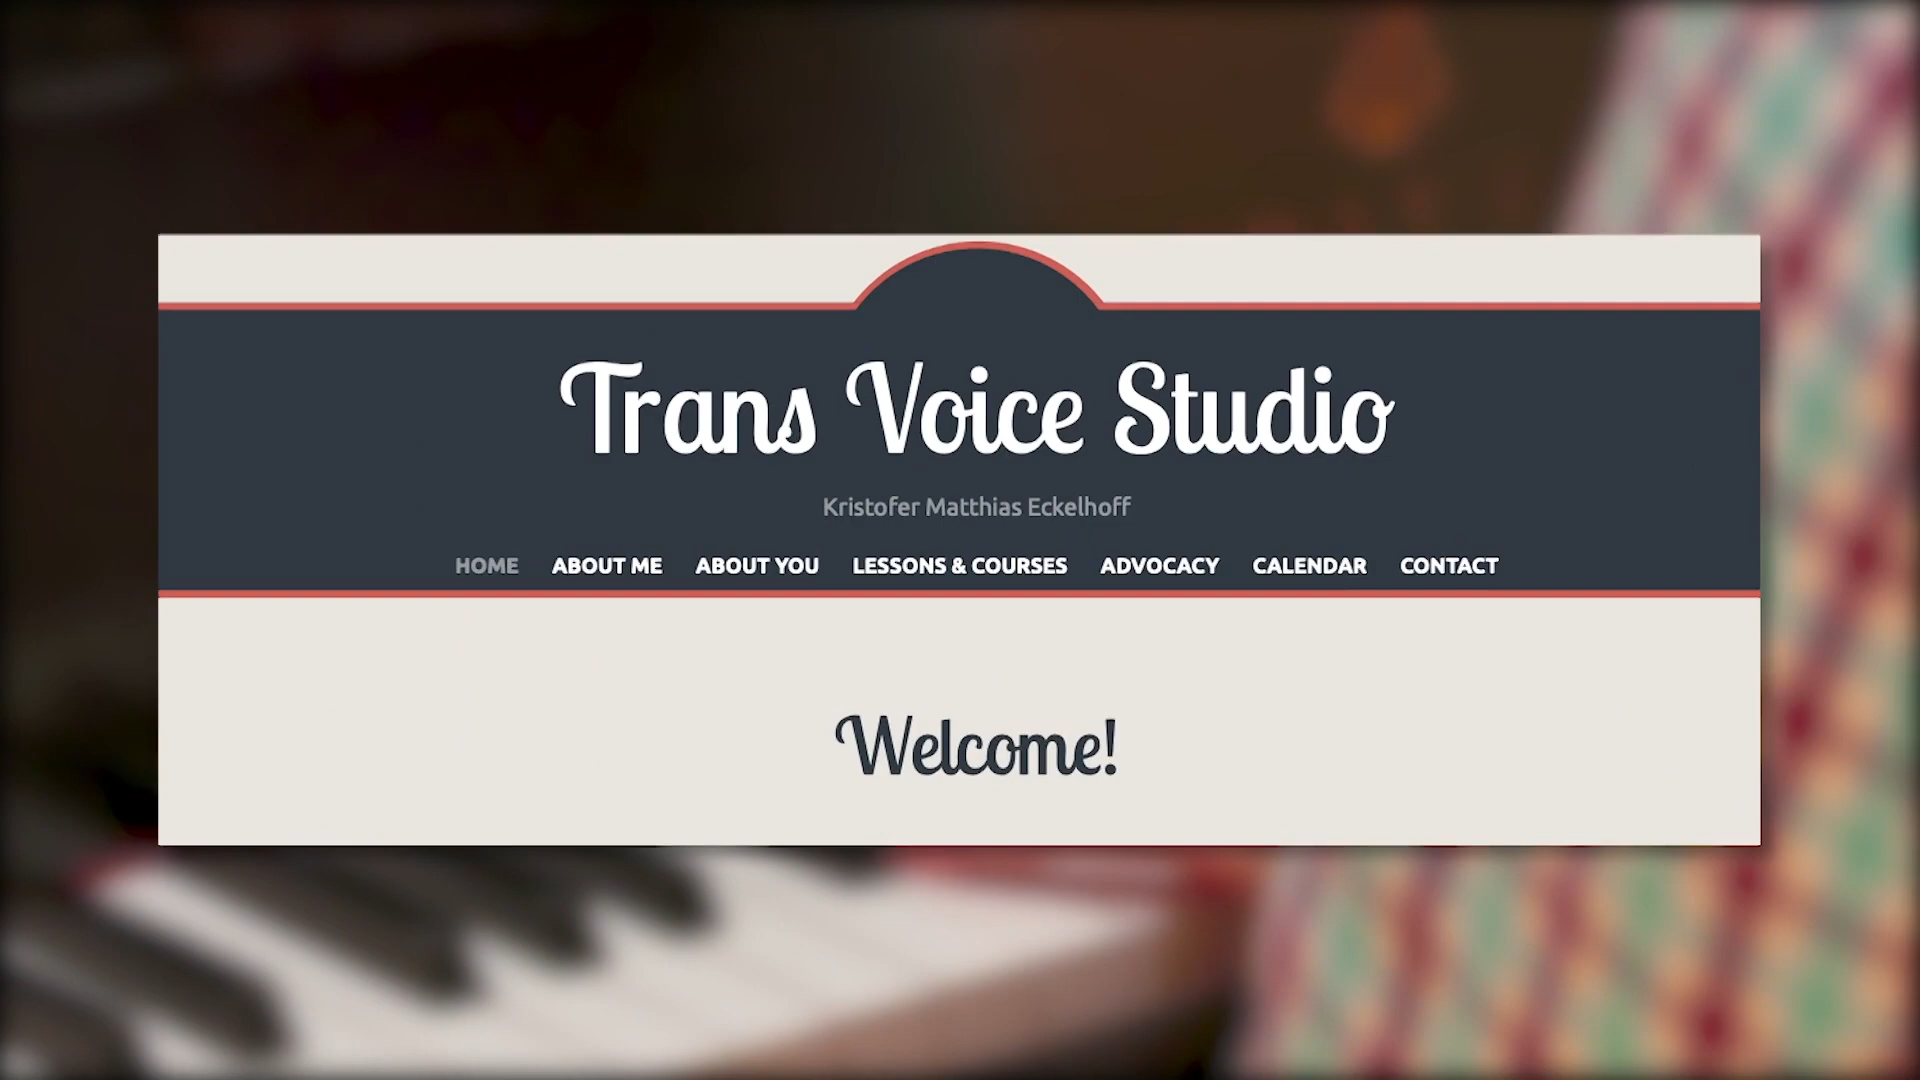 Trans Voice Studio
Kristofer Matthias Eckelhoff
HOME ABOUT ME ABOUT YOU LESSONS & COURSES ADVOCACY CALENDAR CONTACT
Welcome!